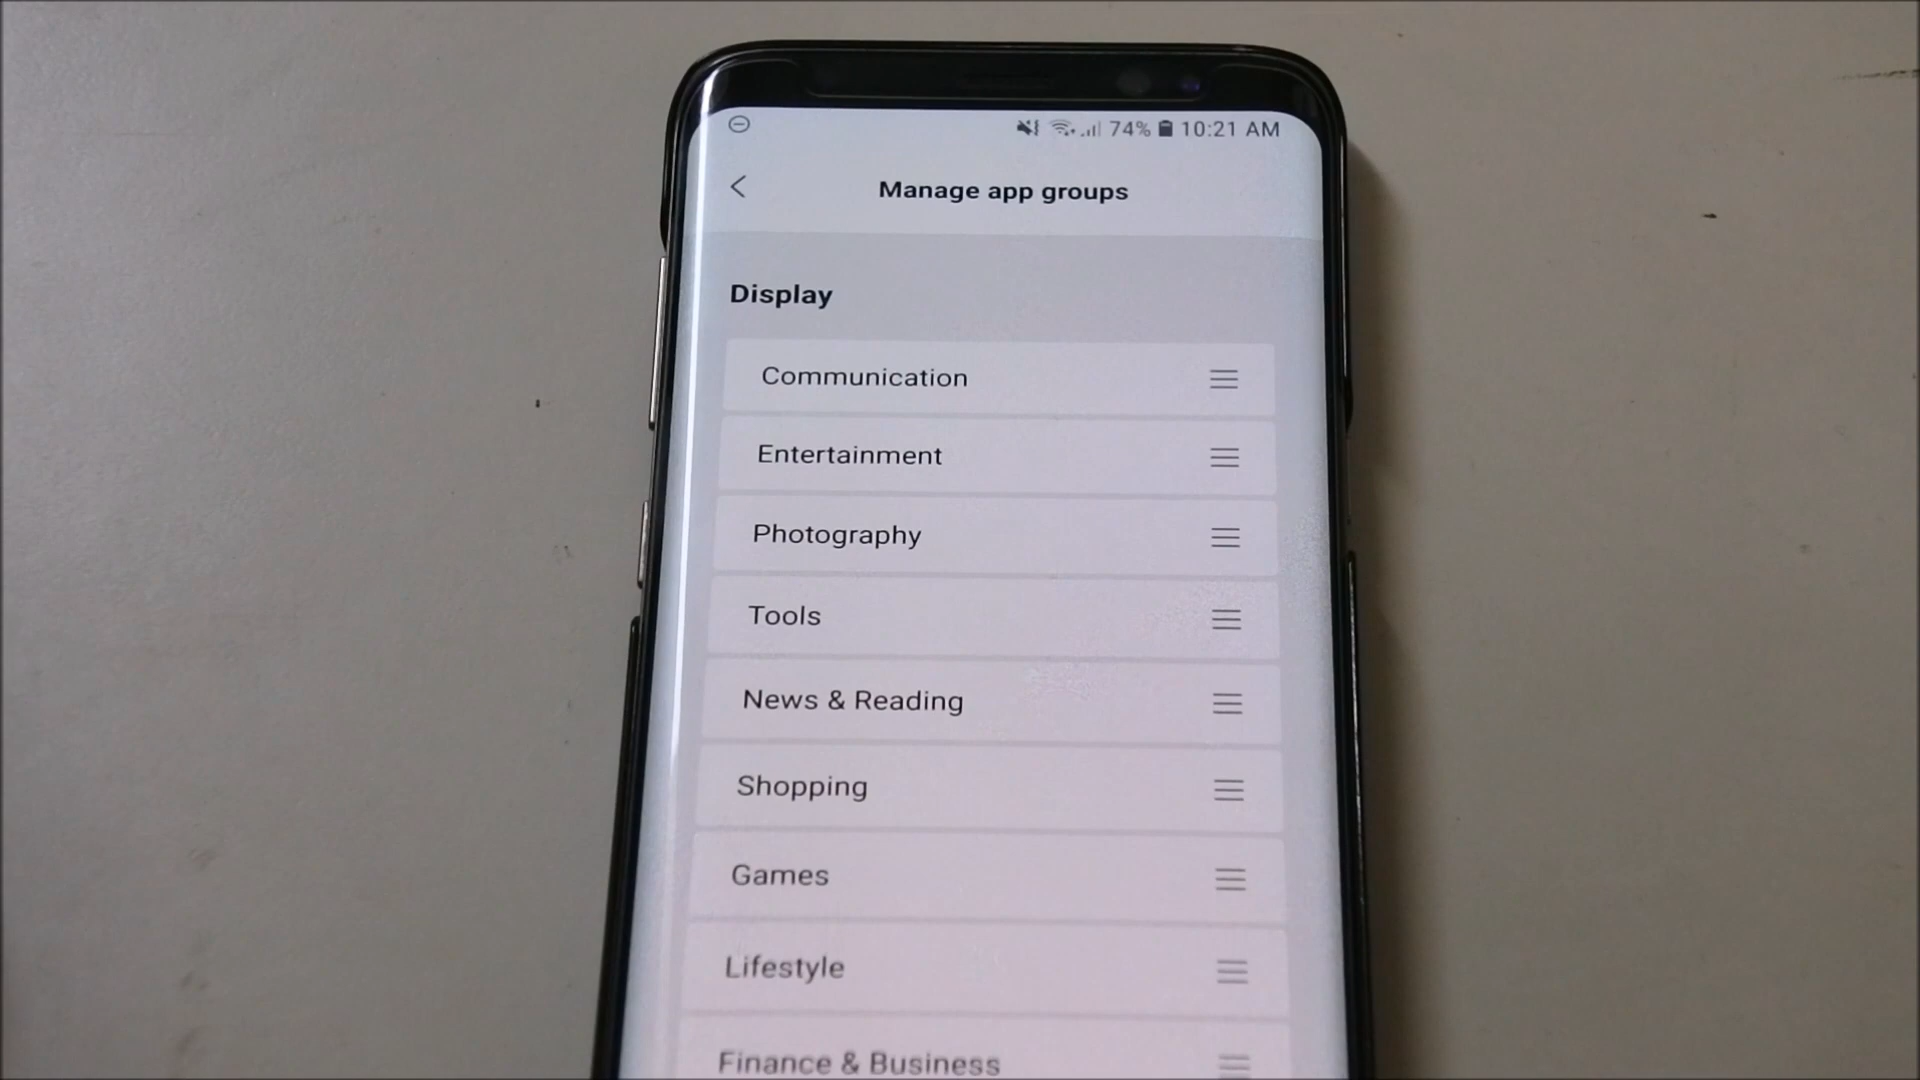 74% 10:21 AM
Manage app groups
Display
Communication
Entertainment
Photography
Tools
News & Reading
Shopping
Games
Lifestyle
Finance & Business